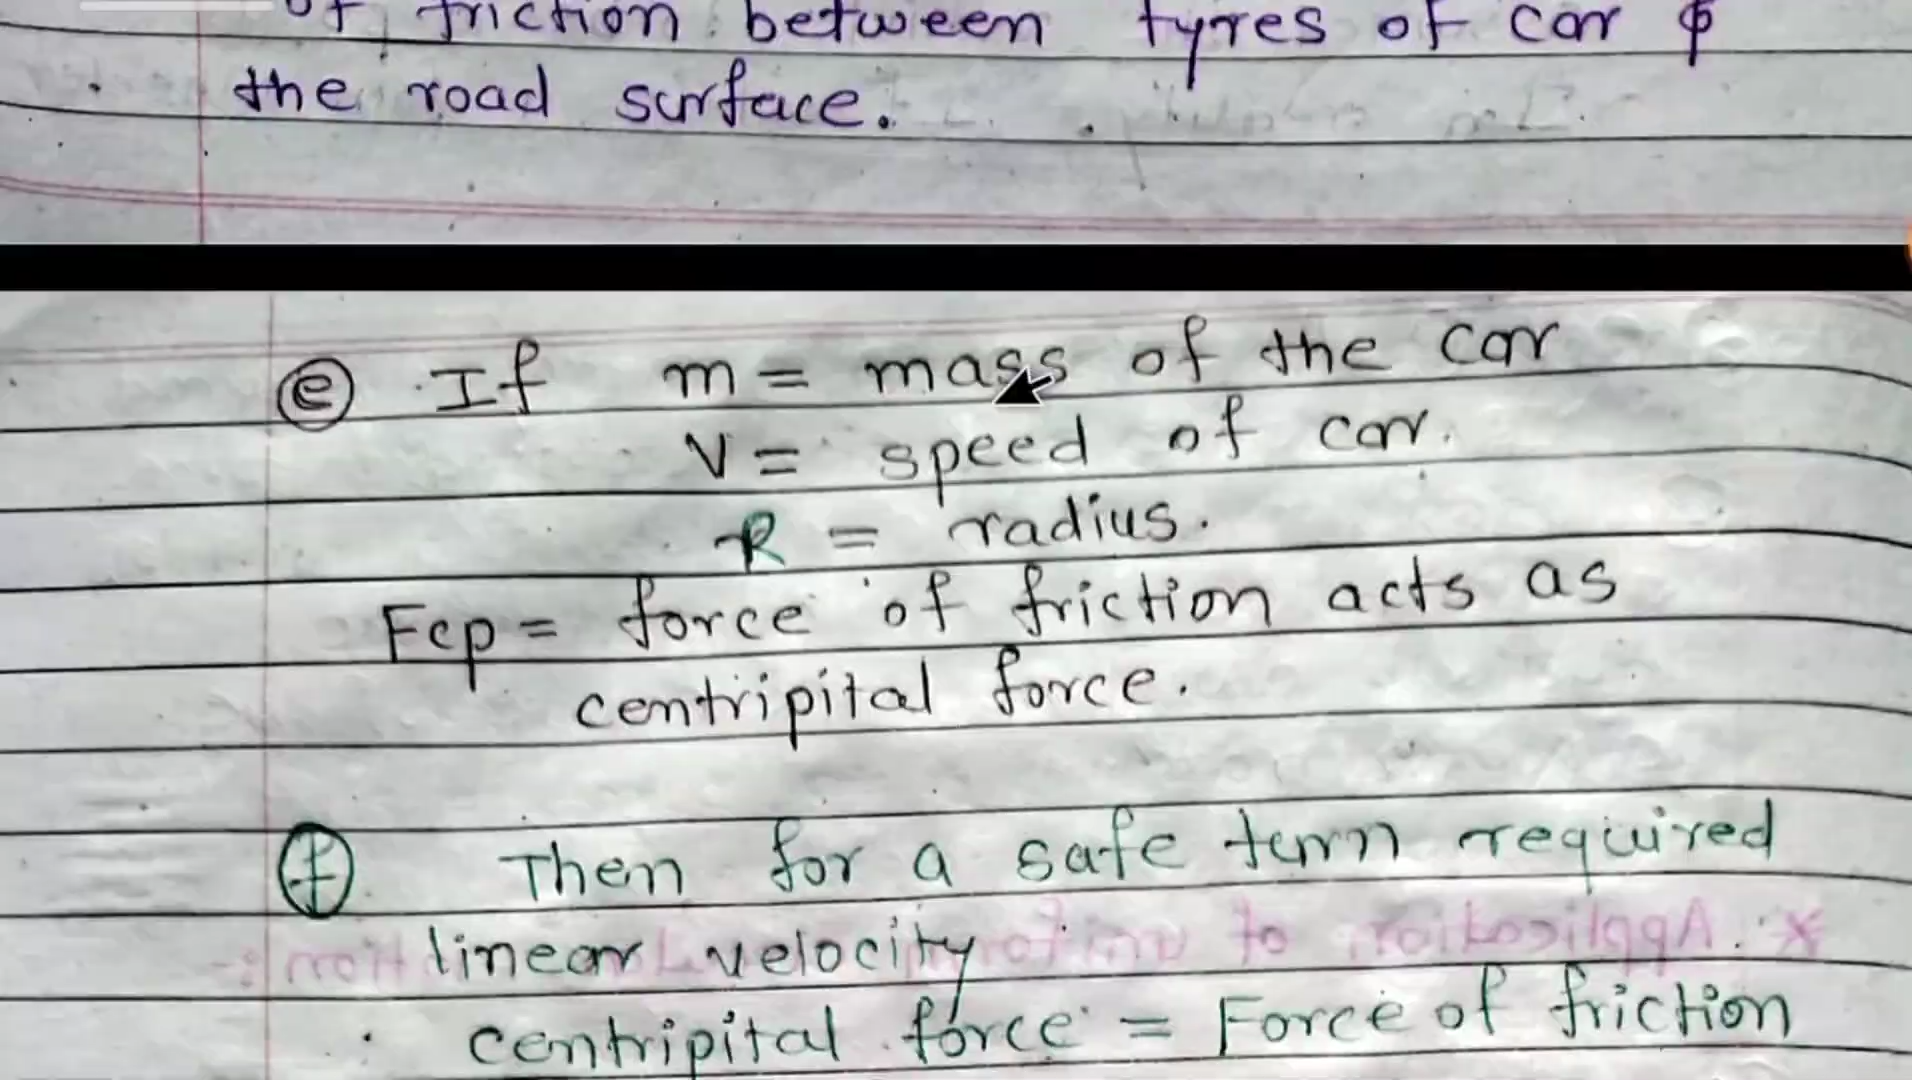 of friction between tyres of car &
the road surface.
ⓔ If m = mass of the car
V = speed of car.
R = radius.
Fcp = force of friction acts as
centripital force.
ⓕ Then for a safe turn required
linear velocity
centripital force = Force of friction